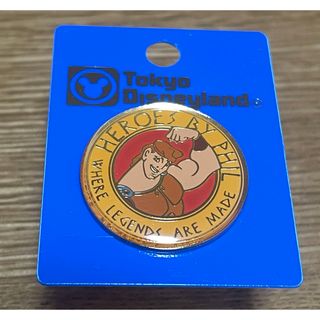 Tokyo
Disneyland
HEROES BY PHIL
WHERE LEGENDS ARE MADE